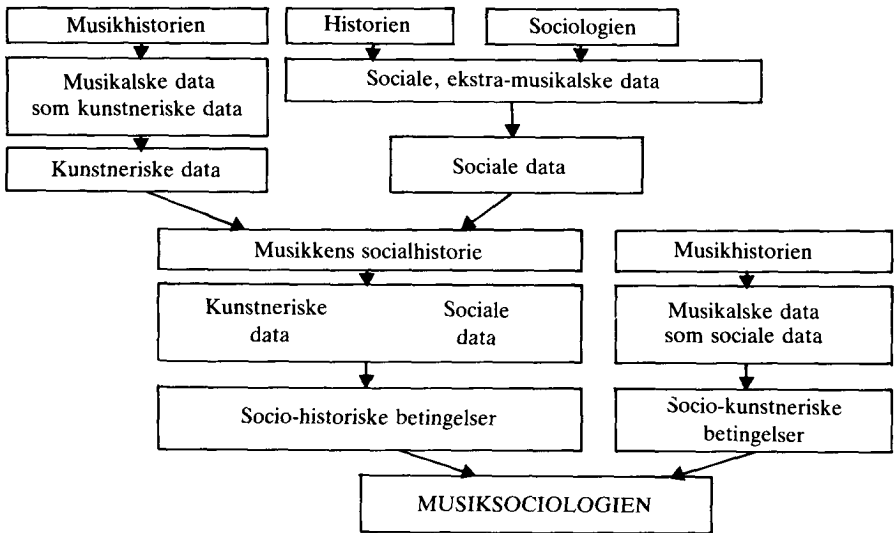 Musikhistorien
Historien
Sociologien
Musikalske data
som kunstneriske data
Sociale, ekstra-musikalske data
Kunstneriske data
Sociale data
Musikkens socialhistorie
Musikhistorien
Kunstneriske
data
Sociale
data
Musikalske data
som sociale data
Socio-historiske betingelser
Socio-kunstneriske
betingelser
MUSIKSOCIOLOGIEN